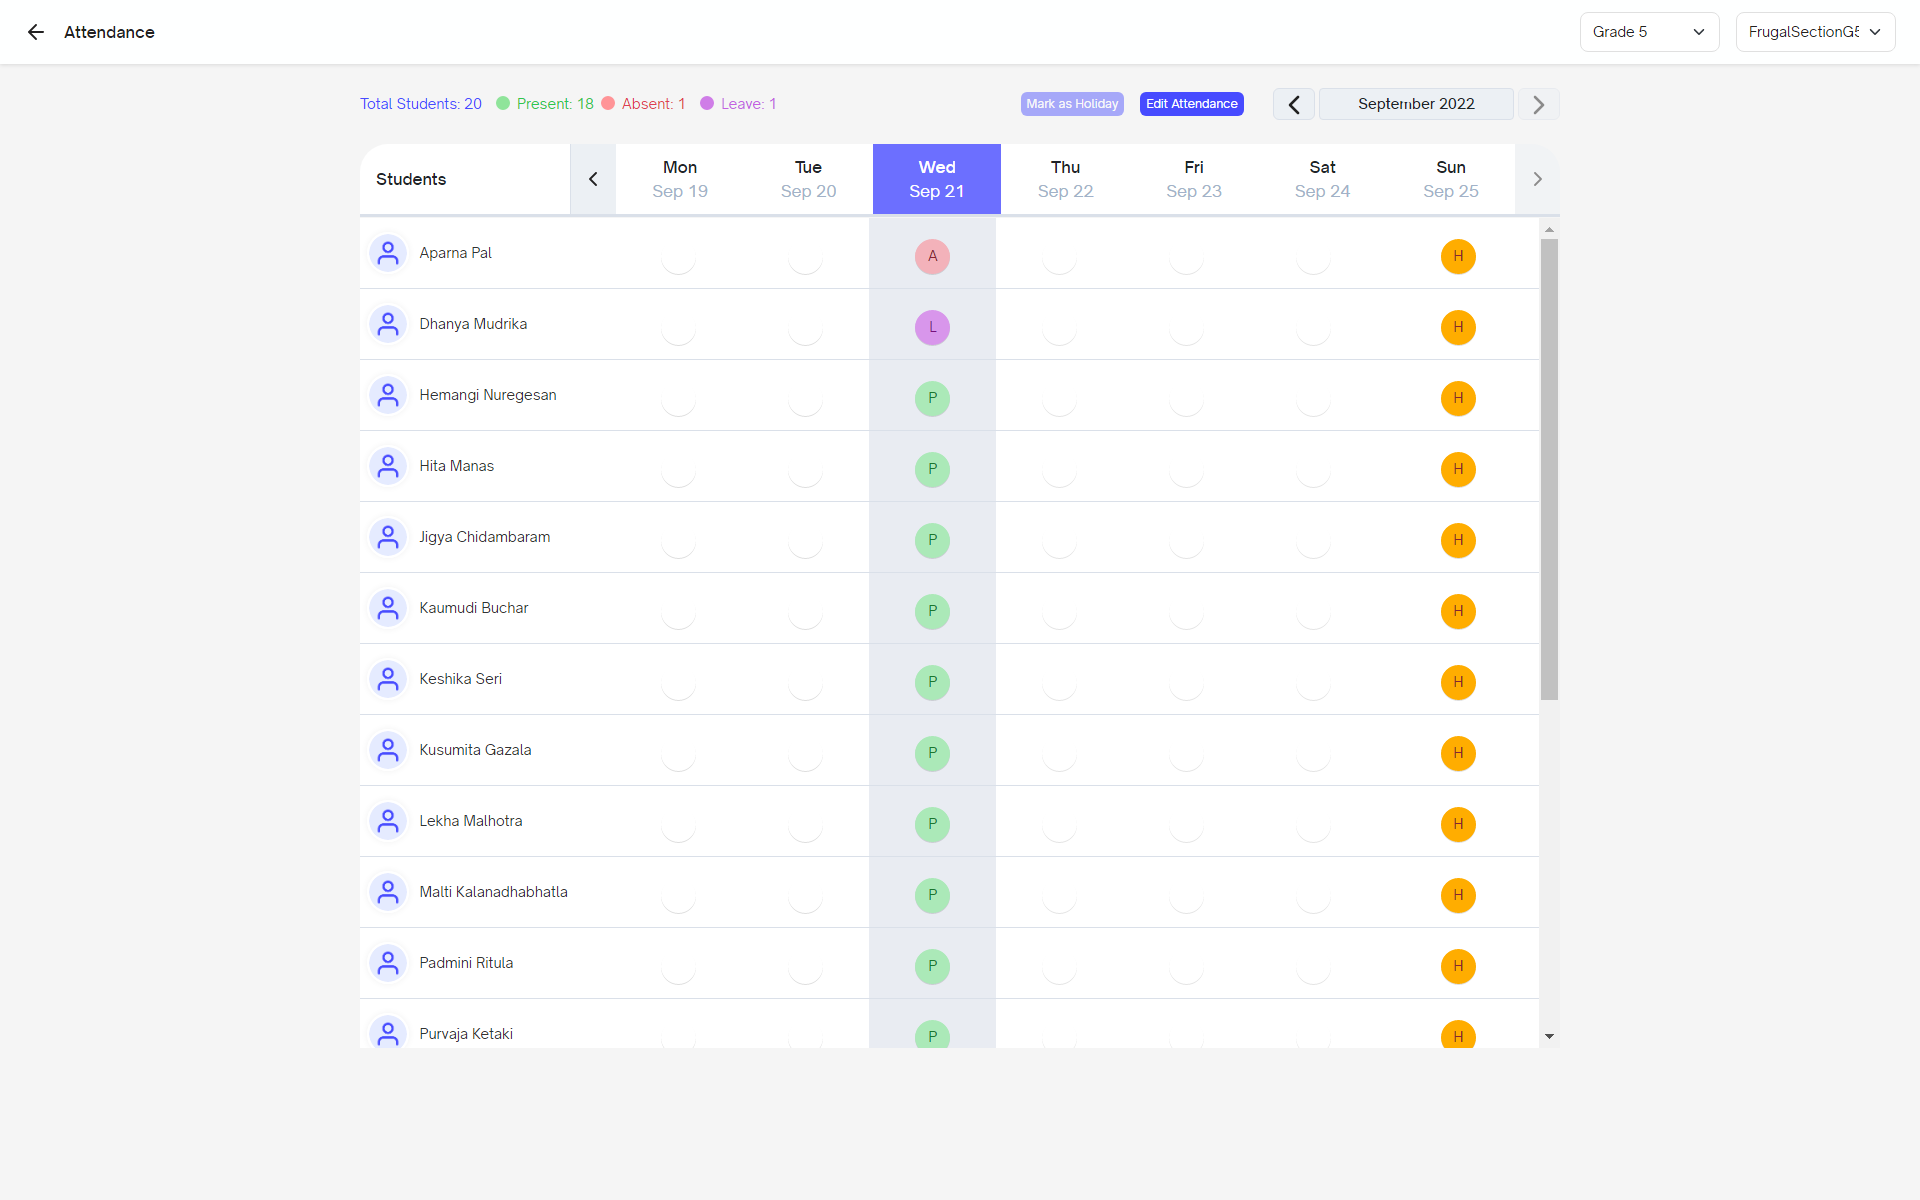 Attendance
Grade 5
FrugalSectionG5
Total Students: 20 Present: 18 Absent: 1 Leave: 1
Mark as Holiday
Edit Attendance
September 2022
Students Mon Tue Wed Thu Fri Sat Sun
Sep 19 Sep 20 Sep 21 Sep 22 Sep 23 Sep 24 Sep 25
Aparna Pal A H
Dhanya Mudrika L H
Hemangi Nuregesan P H
Hita Manas P H
Jigya Chidambaram P H
Kaumudi Buchar P H
Keshika Seri P H
Kusumita Gazala P H
Lekha Malhotra P H
Malti Kalanadhabhatla P H
Padmini Ritula P H
Purvaja Ketaki P H